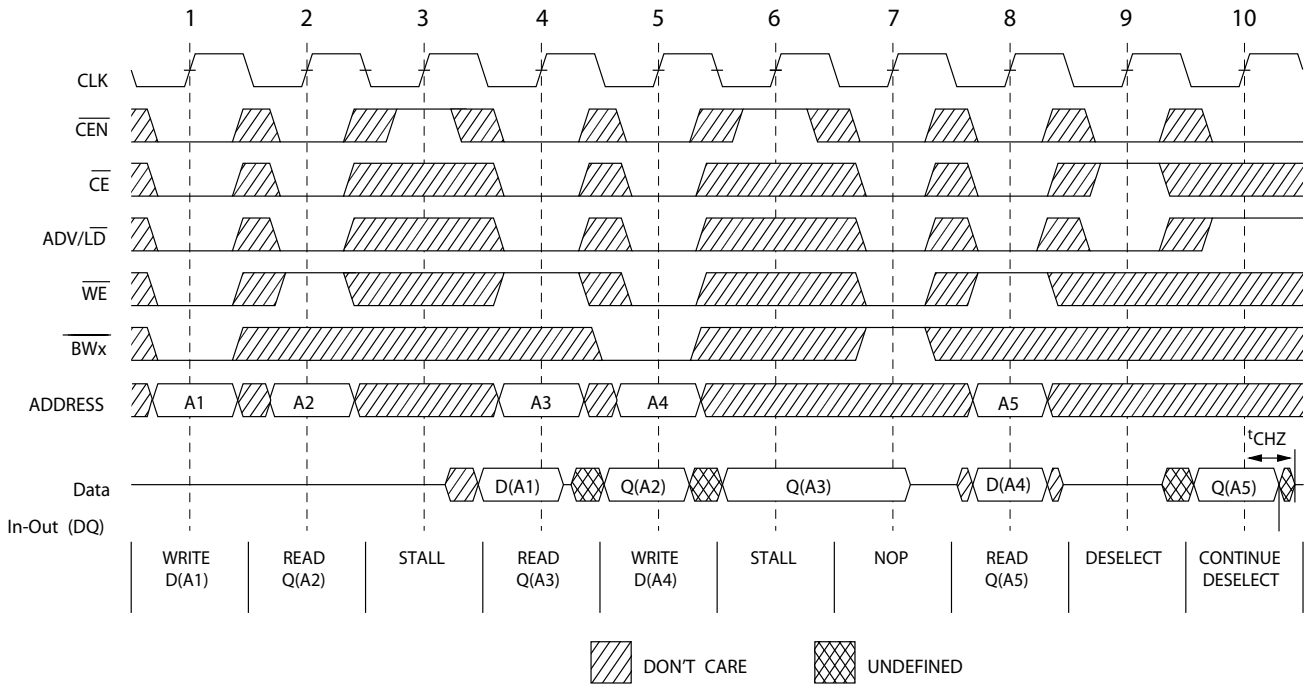 1 2 3 4 5 6 7 8 9 10
CLK
CEN
CE
ADV/LD
WE
BWx
ADDRESS A1 A2 A3 A4 A5
tCHZ
Data D(A1) Q(A2) Q(A3) D(A4) Q(A5)
In-Out (DQ)
WRITE READ STALL READ WRITE STALL NOP READ DESELECT CONTINUE
D(A1) Q(A2) Q(A3) D(A4) Q(A5) DESELECT
DON'T CARE UNDEFINED